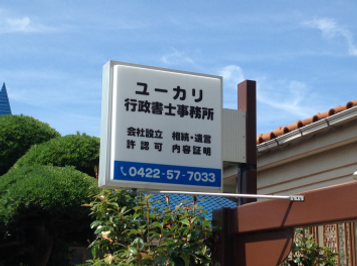 ユーカリ
行政書士事務所
会社設立 相続・遺言
許認可 内容証明
0422-57-7033